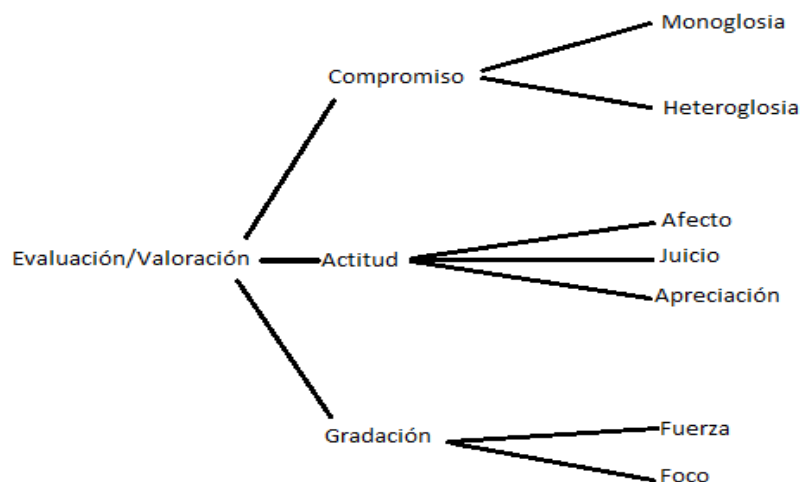 Monoglosia
Compromiso
Heteroglosia
Afecto
Evaluación/Valoración
Actitud
Juicio
Apreciación
Gradación
Fuerza
Foco